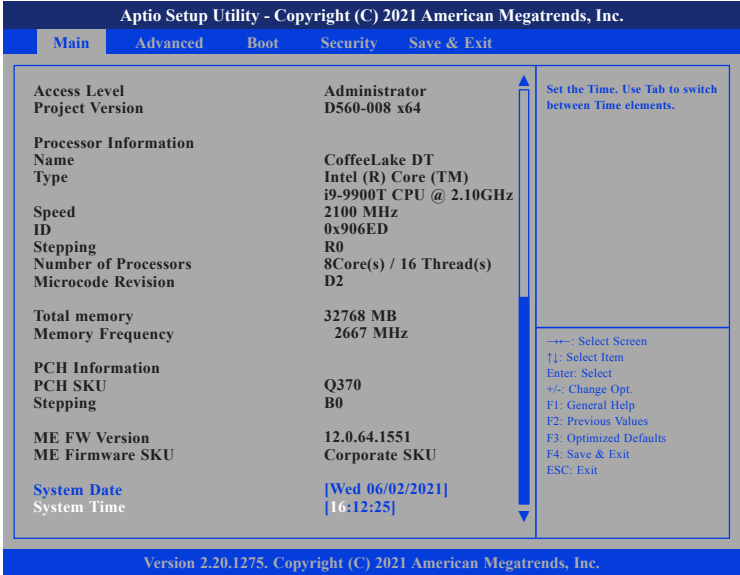 Aptio Setup Utility - Copyright (C) 2021 American Megatrends, Inc.
Main Advanced Boot Security Save & Exit
Access Level Administrator
Project Version D560-008 x64
Processor Information
Name CoffeeLake DT
Type Intel (R) Core (TM)
i9-9900T CPU @ 2.10GHz
Speed 2100 MHz
ID 0x906ED
Stepping R0
Number of Processors 8Core(s) / 16 Thread(s)
Microcode Revision D2
Total memory 32768 MB
Memory Frequency 2667 MHz
PCH Information
PCH SKU Q370
Stepping B0
ME FW Version 12.0.64.1551
ME Firmware SKU Corporate SKU
System Date [Wed 06/02/2021]
System Time [16:12:25]
Set the Time. Use Tab to switch
between Time elements.
→←: Select Screen
↑↓: Select Item
Enter: Select
+/-: Change Opt.
F1: General Help
F2: Previous Values
F3: Optimized Defaults
F4: Save & Exit
ESC: Exit
Version 2.20.1275. Copyright (C) 2021 American Megatrends, Inc.